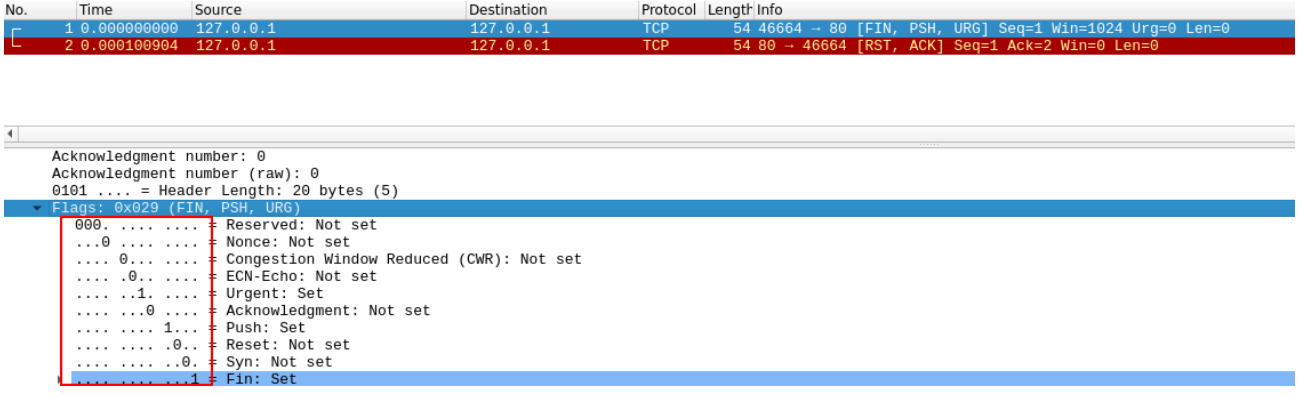 No. Time Source Destination Protocol Length Info
1 0.000000000 127.0.0.1 127.0.0.1 TCP 54 46664 → 80 [FIN, PSH, URG] Seq=1 Win=1024 Urg=0 Len=0
2 0.000100904 127.0.0.1 127.0.0.1 TCP 54 80 → 46664 [RST, ACK] Seq=1 Ack=2 Win=0 Len=0
Acknowledgment number: 0
Acknowledgment number (raw): 0
0101 .... = Header Length: 20 bytes (5)
Flags: 0x029 (FIN, PSH, URG)
000. .... .... = Reserved: Not set
...0 .... .... = Nonce: Not set
.... 0... .... = Congestion Window Reduced (CWR): Not set
.... .0.. .... = ECN-Echo: Not set
.... ..1. .... = Urgent: Set
.... ...0 .... = Acknowledgment: Not set
.... .... 1... = Push: Set
.... .... .0.. = Reset: Not set
.... .... ..0. = Syn: Not set
.... .... ...1 = Fin: Set